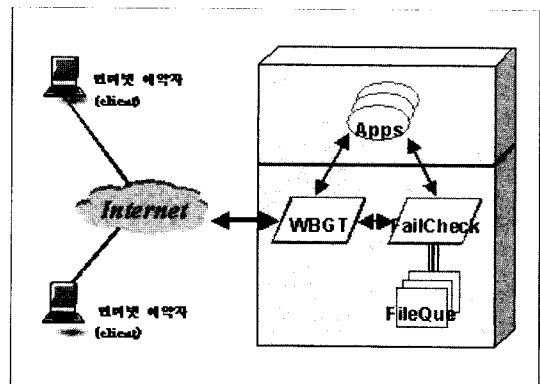 인터넷 예약자
(client)
Apps
Internet
WBGT
FailCheck
FileQue
인터넷 예약자
(client)